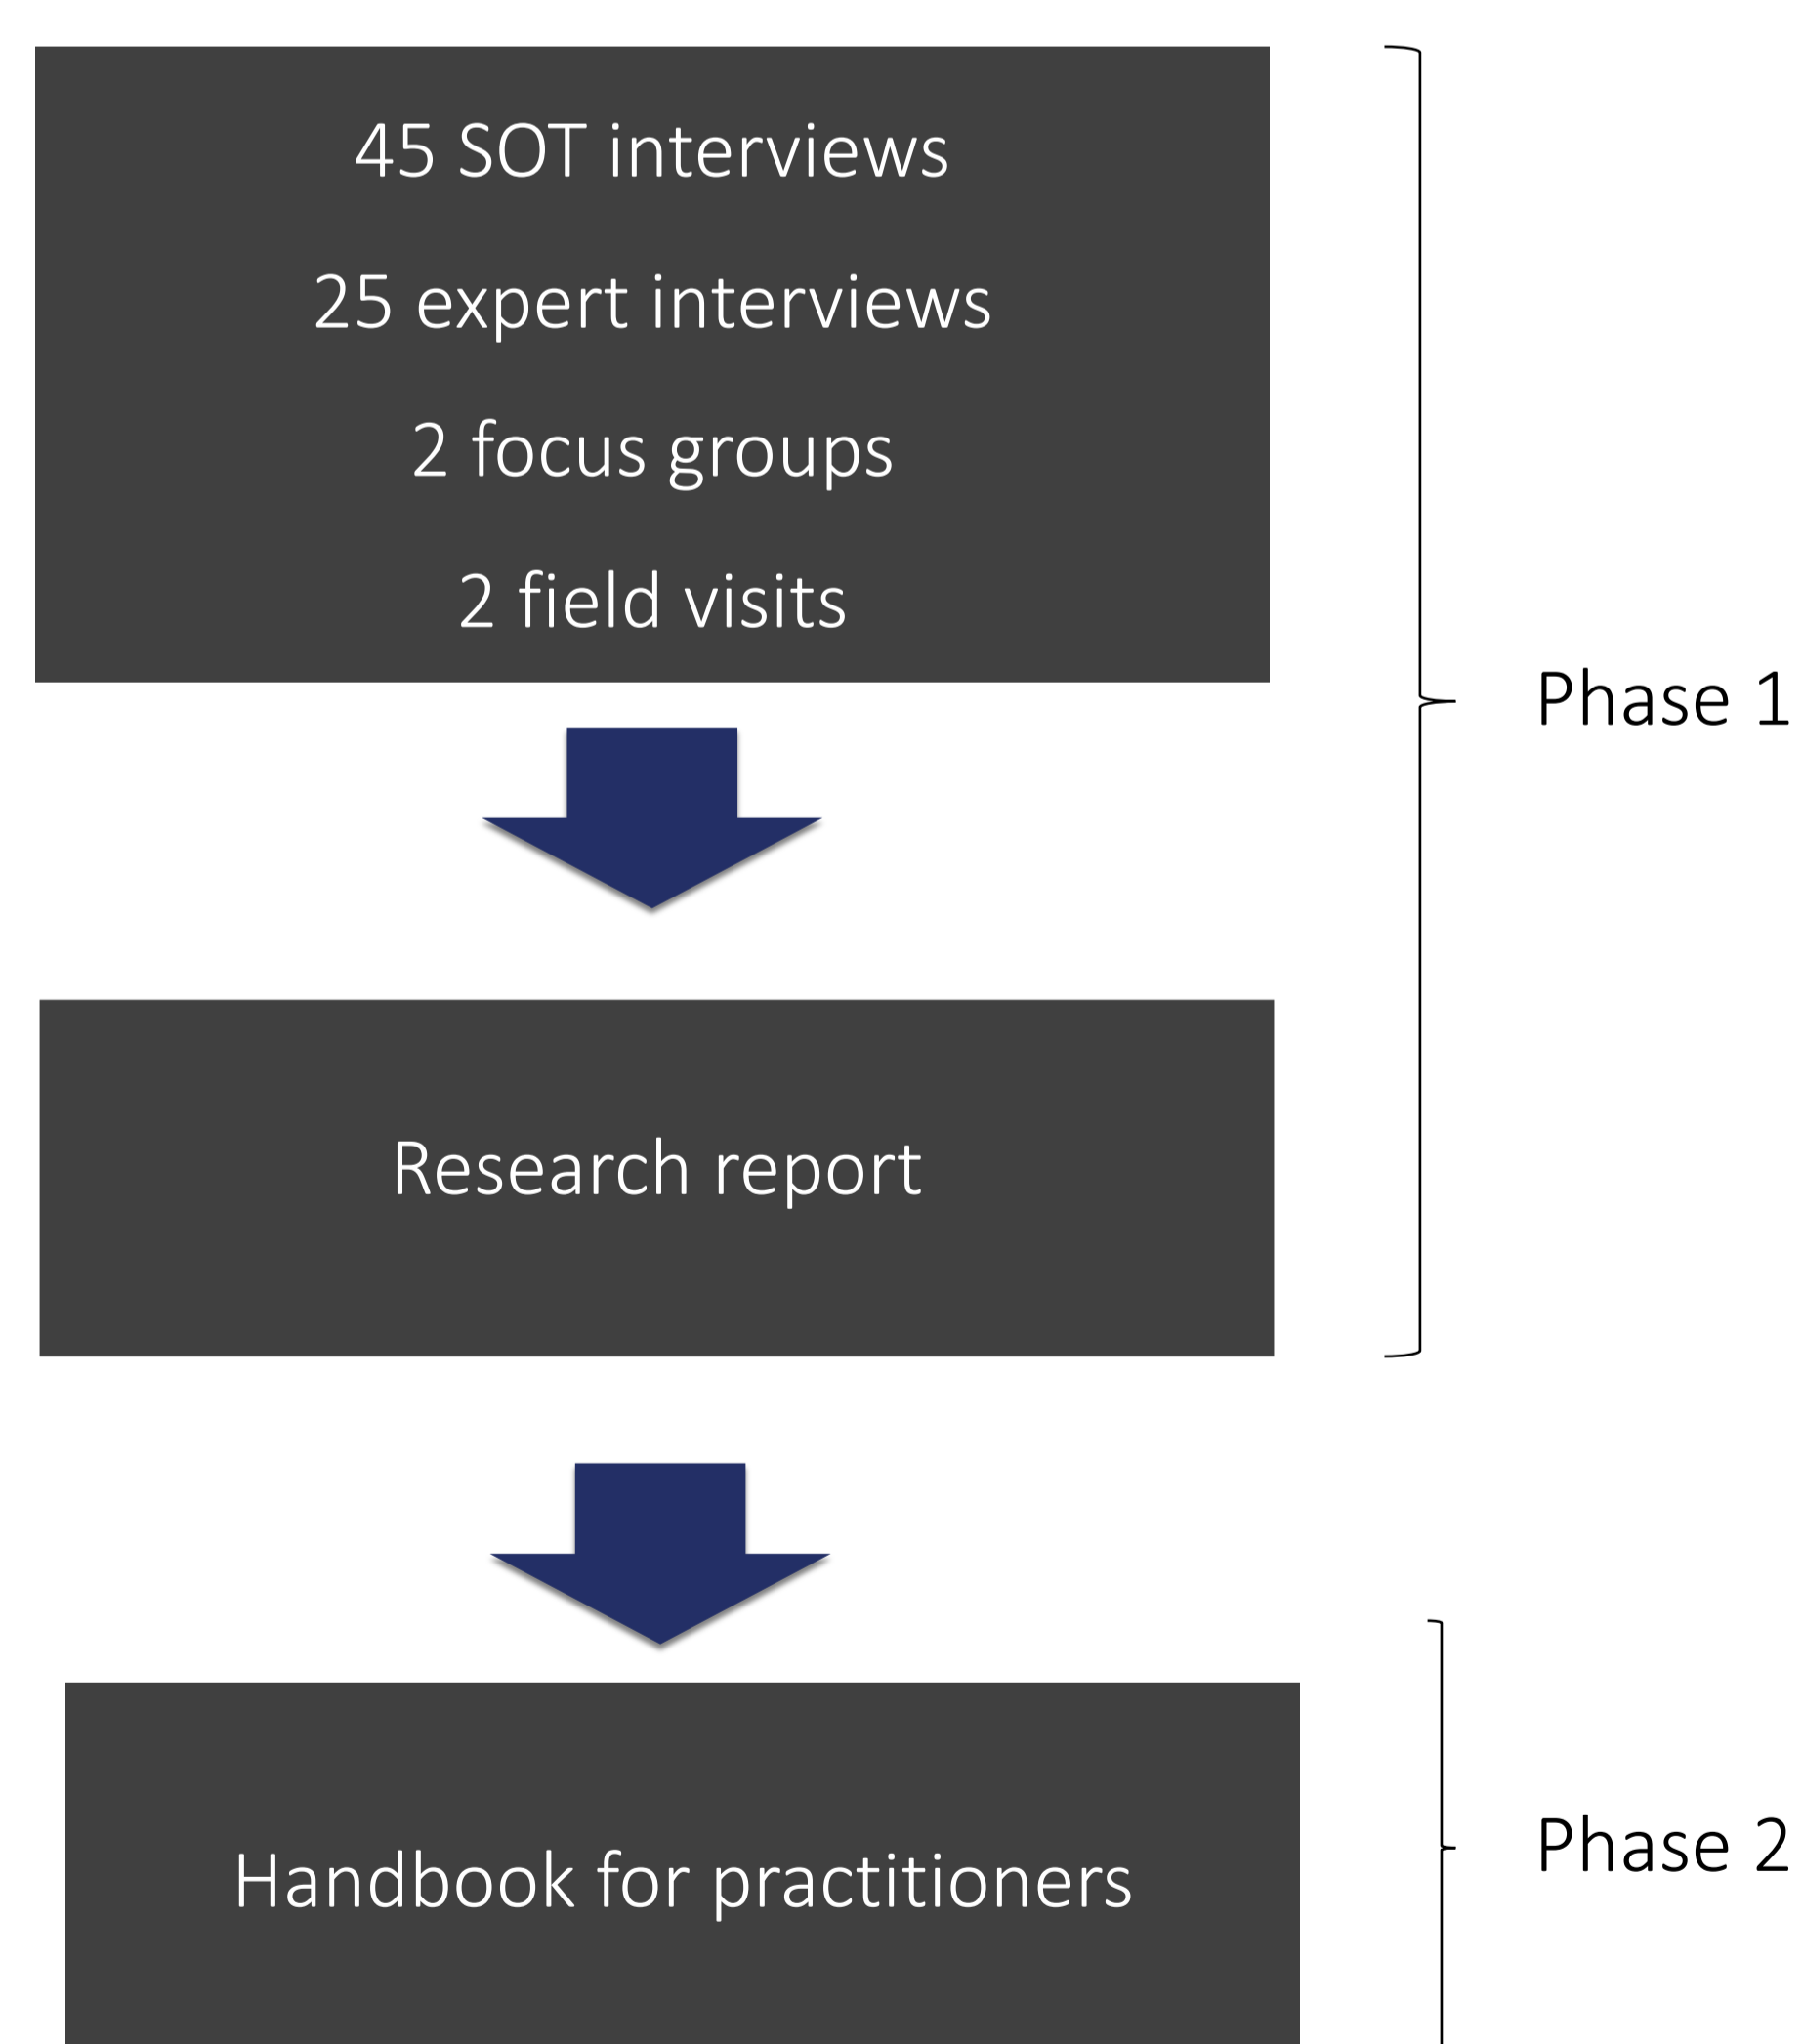 45 SOT interviews
25 expert interviews
2 focus groups
2 field visits
Phase 1
Research report
Handbook for practitioners
Phase 2